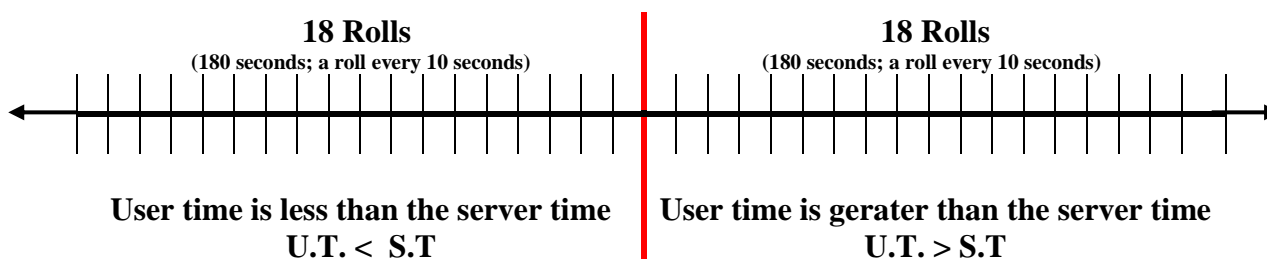 18 Rolls
(180 seconds; a roll every 10 seconds)
User time is less than the server time
U.T. < S.T
18 Rolls
(180 seconds; a roll every 10 seconds)
User time is gerater than the server time
U.T. > S.T